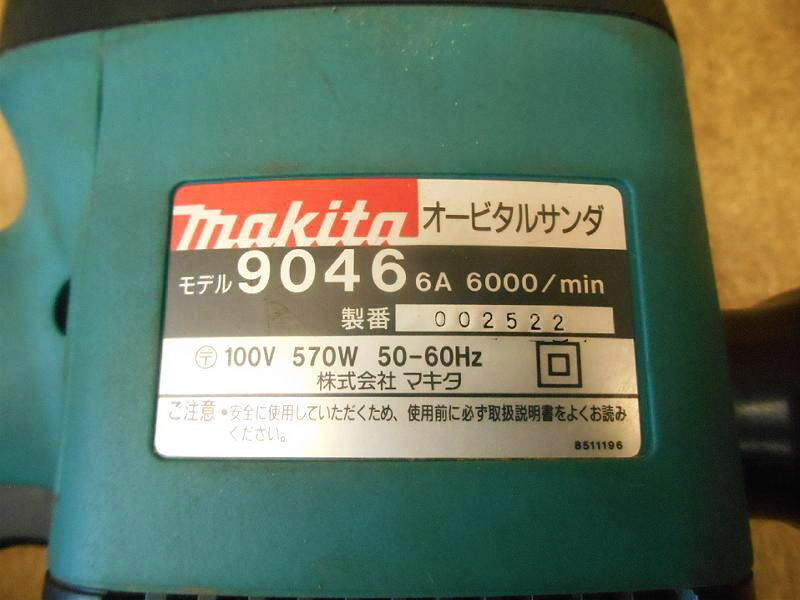 makita オービタルサンダ
モデル 9046 6A 6000/min
製番 002522
〒 100V 570W 50-60Hz
株式会社 マキタ
ご注意 •安全に使用していただくため、使用前に必ず取扱説明書をよくお読み
ください。
8511196